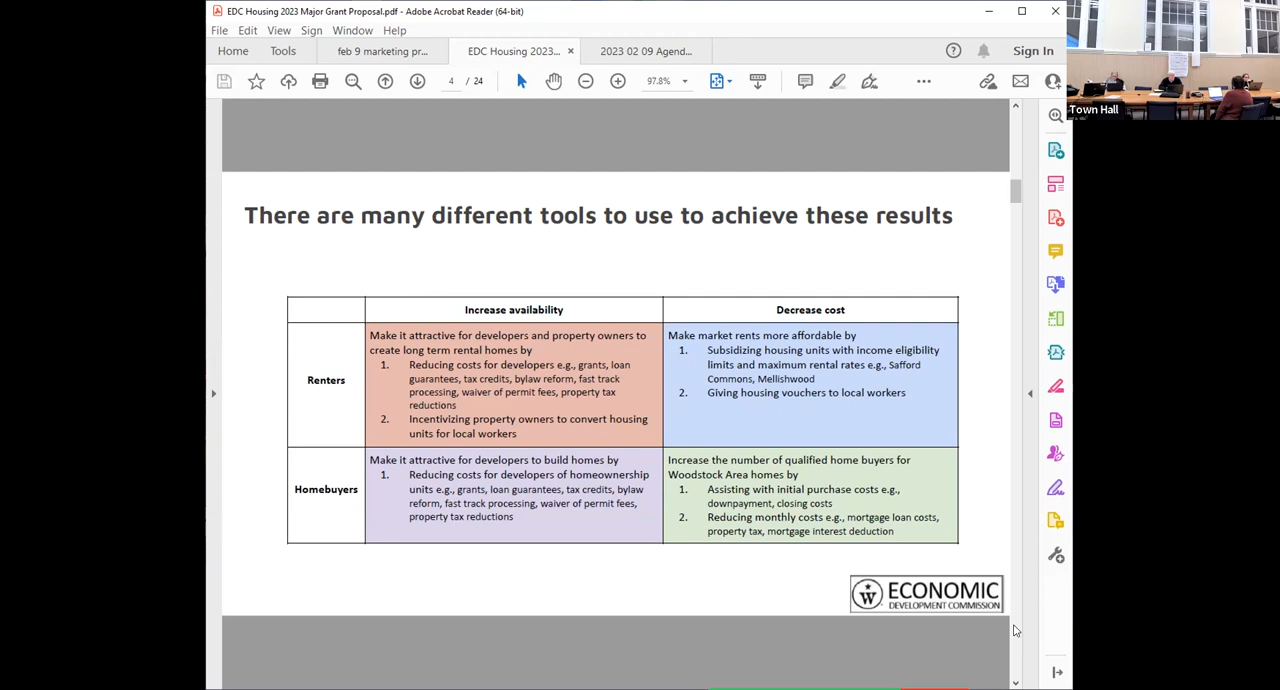 EDC Housing 2023 Major Grant Proposal.pdf - Adobe Acrobat Reader (64-bit)
File Edit View Sign Window Help
Home Tools feb 9 marketing pr... EDC Housing 2023... × 2023 02 09 Agend... Sign In
4 / 24 97.8%
Town Hall
There are many different tools to use to achieve these results
Increase availability
Decrease cost
Renters
Make it attractive for developers and property owners to
create long term rental homes by
1. Reducing costs for developers e.g., grants, loan
guarantees, tax credits, bylaw reform, fast track
processing, waiver of permit fees, property tax
reductions
2. Incentivizing property owners to convert housing
units for local workers
Make market rents more affordable by
1. Subsidizing housing units with income eligibility
limits and maximum rental rates e.g., Safford
Commons, Mellishwood
2. Giving housing vouchers to local workers
Homebuyers
Make it attractive for developers to build homes by
1. Reducing costs for developers of homeownership
units e.g., grants, loan guarantees, tax credits, bylaw
reform, fast track processing, waiver of permit fees,
property tax reductions
Increase the number of qualified home buyers for
Woodstock Area homes by
1. Assisting with initial purchase costs e.g.,
downpayment, closing costs
2. Reducing monthly costs e.g., mortgage loan costs,
property tax, mortgage interest deduction
W ECONOMIC
DEVELOPMENT COMMISSION